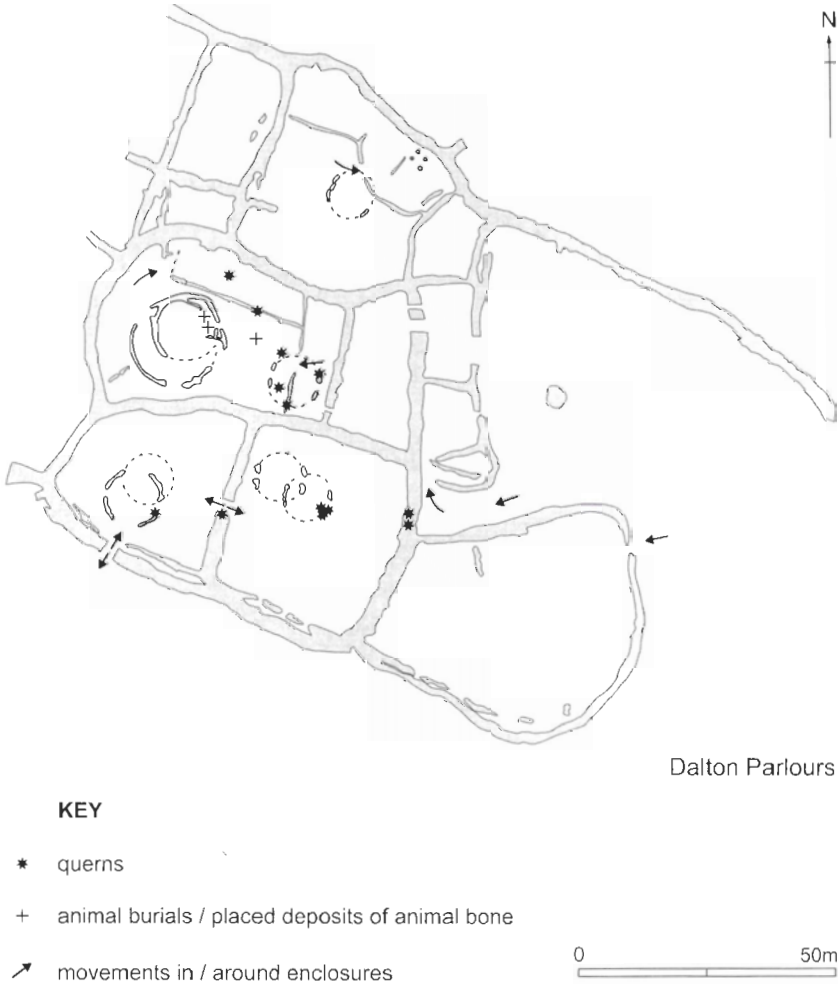 N
Dalton Parlours
KEY
querns
animal burials / placed deposits of animal bone
movements in / around enclosures
0 50m